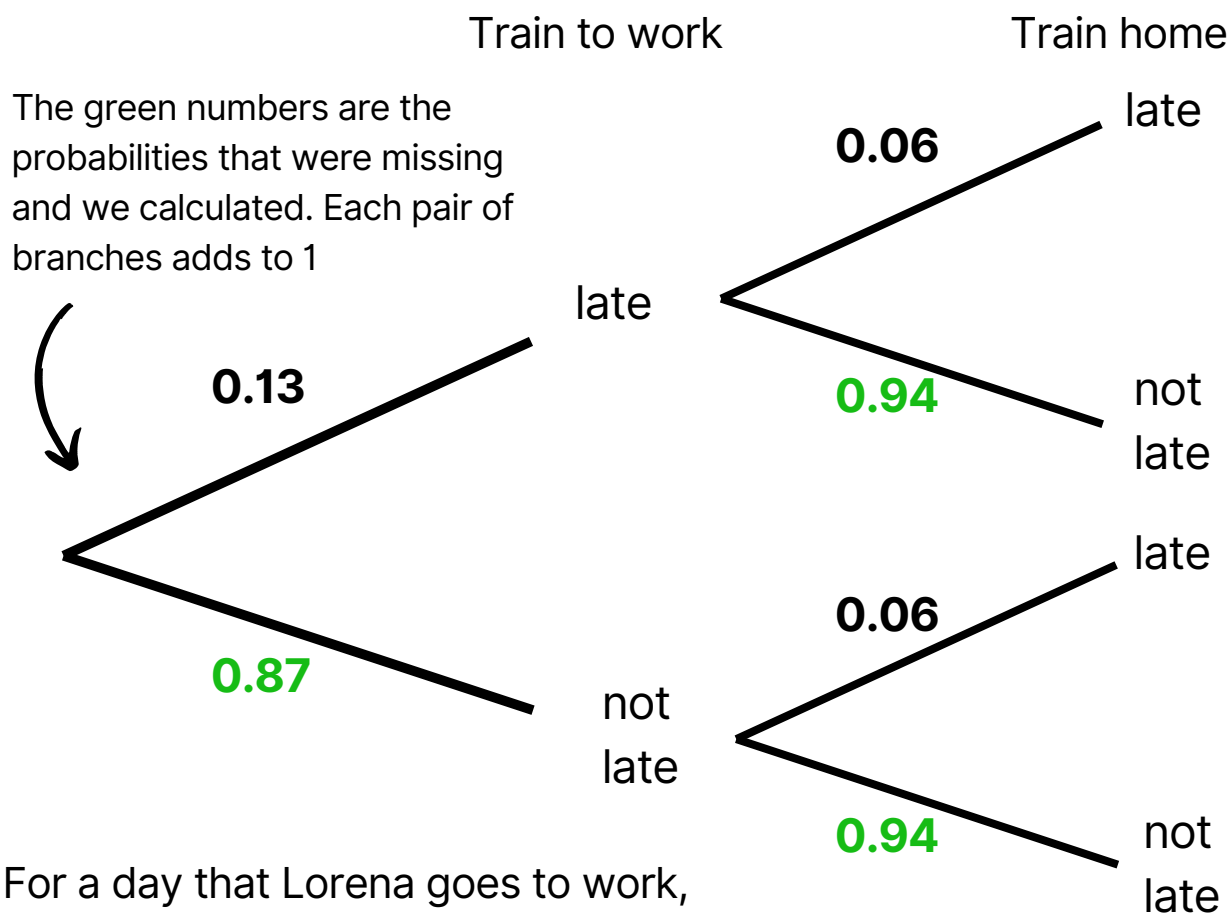 Train to work
Train home
The green numbers are the
probabilities that were missing
and we calculated. Each pair of
branches adds to 1
late
0.06
late
0.13
0.94
not
late
late
0.06
0.87
not
late
0.94
not
late
For a day that Lorena goes to work,